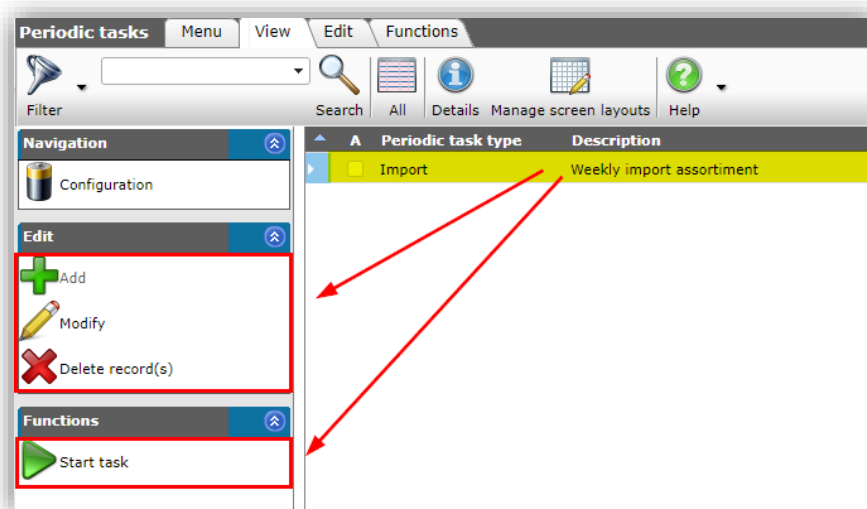 Periodic tasks Menu View Edit Functions
Filter Search All Details Manage screen layouts Help
Navigation
Configuration
Edit
Add
Modify
Delete record(s)
Functions
Start task
A Periodic task type Description
Import Weekly import assortiment